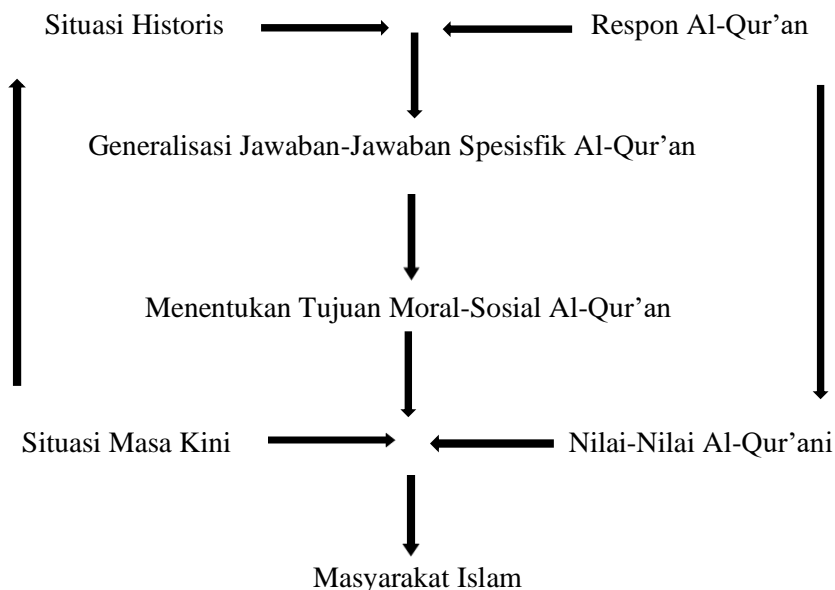 Situasi Historis
Respon Al-Qur’an
Generalisasi Jawaban-Jawaban Spesisfik Al-Qur’an
Menentukan Tujuan Moral-Sosial Al-Qur’an
Situasi Masa Kini
Nilai-Nilai Al-Qur’ani
Masyarakat Islam